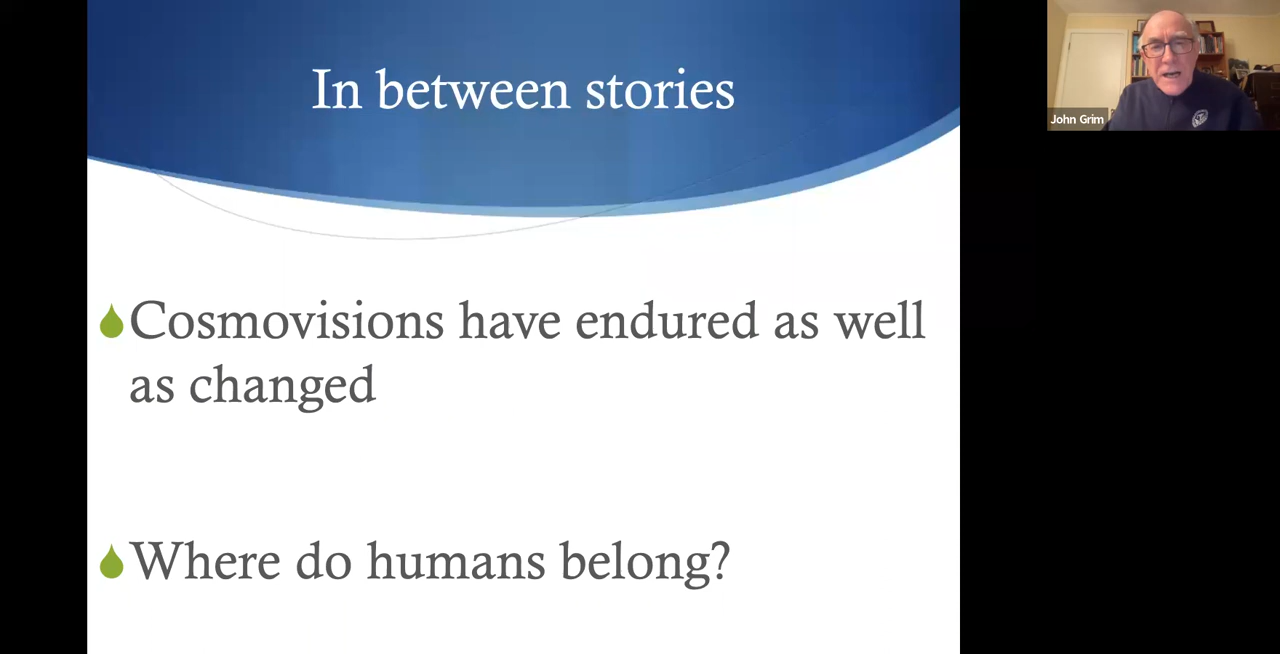 In between stories
John Grim
Cosmovisions have endured as well
as changed
Where do humans belong?